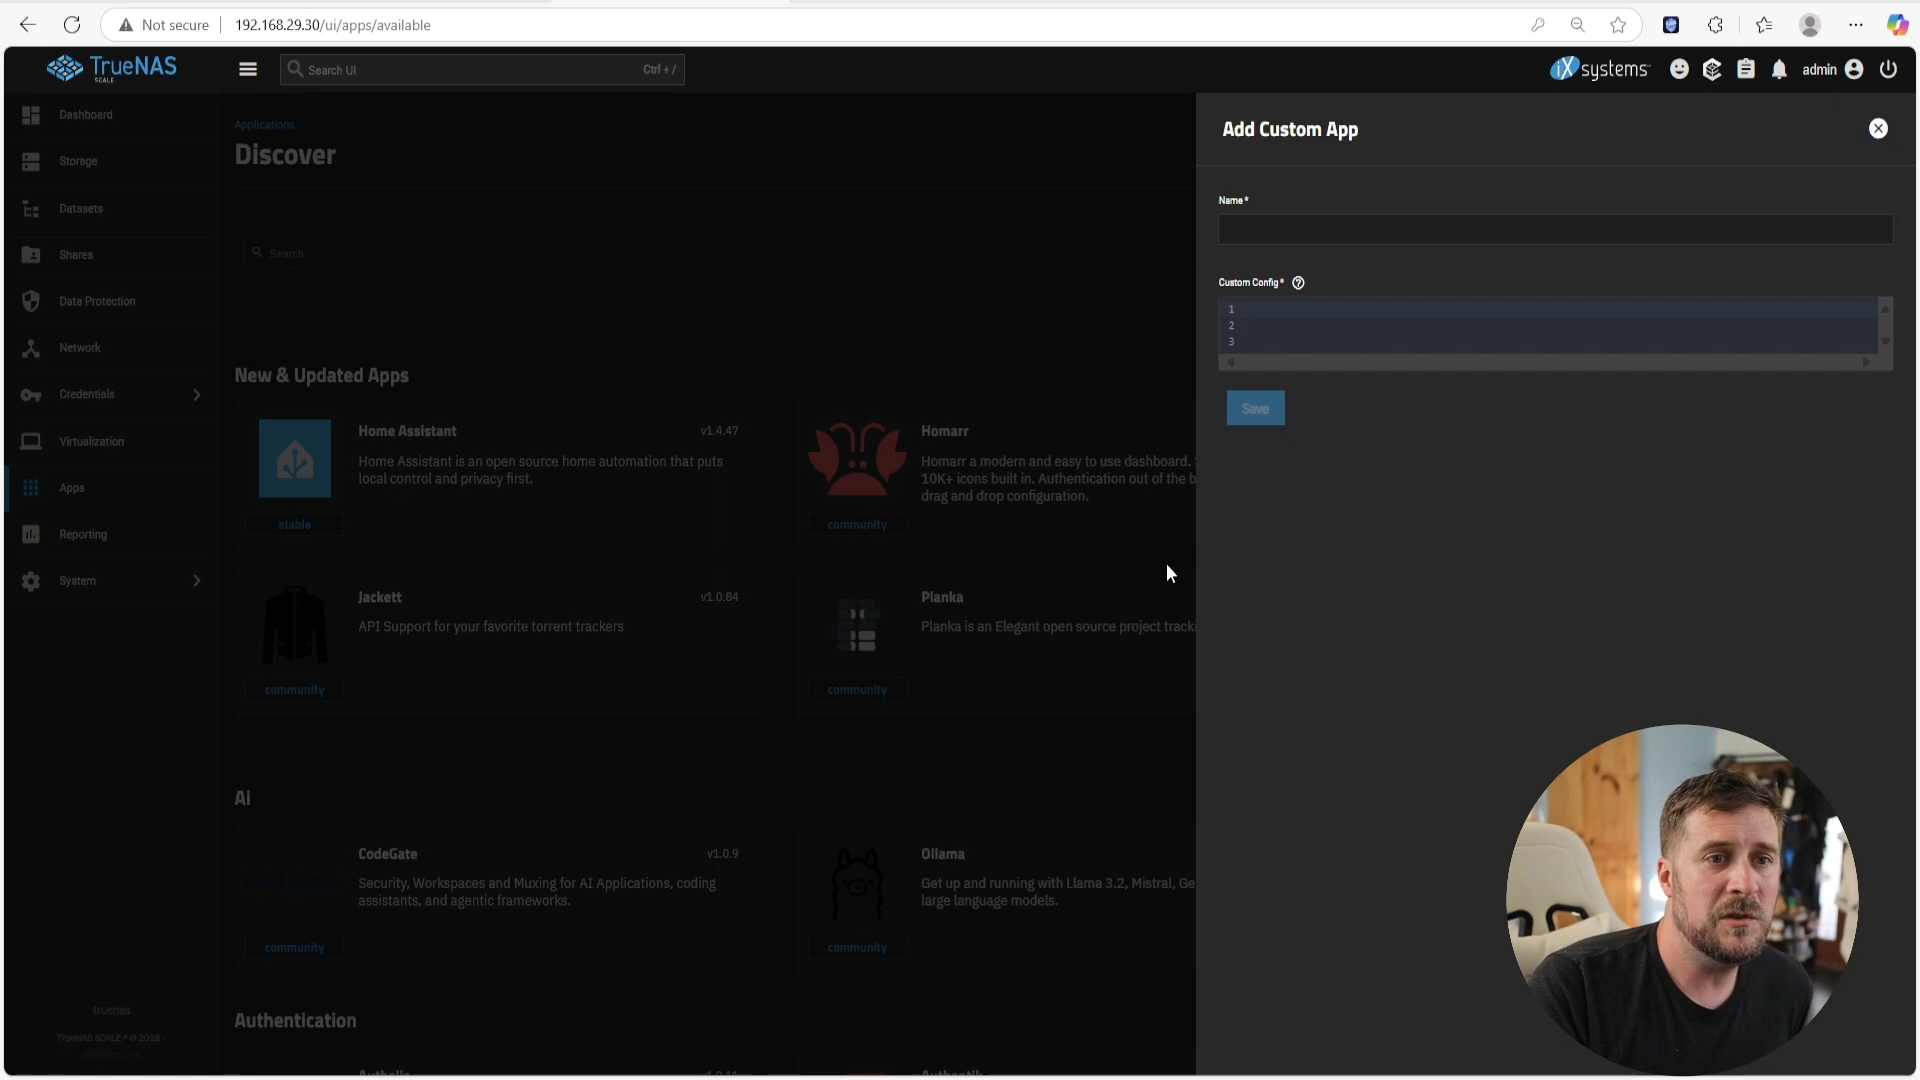 Not secure
192.168.29.30/ui/apps/available
TrueNAS
SCALE
Search UI
Ctrl + /
iXsystems
admin
Dashboard
Storage
Datasets
Shares
Data Protection
Network
Credentials
Virtualization
Apps
Reporting
System
truenas
TrueNAS SCALE ® © 2025 -
Applications
Discover
Search
New & Updated Apps
Home Assistant
v1.4.47
Home Assistant is an open source home automation that puts
local control and privacy first.
stable
Homarr
Homarr a modern and easy to use dashboard.
10K+ icons built in. Authentication out of the b
drag and drop configuration.
community
Jackett
v1.0.84
API Support for your favorite torrent trackers
community
Planka
Planka is an Elegant open source project tracki
community
Ai
CodeGate
v1.0.9
Security, Workspaces and Muxing for AI Applications, coding
assistants, and agentic frameworks.
community
Ollama
Get up and running with Llama 3.2, Mistral, Ge
large language models.
community
Authentication
Add Custom App
Name *
Custom Config *
1
2
3
Save